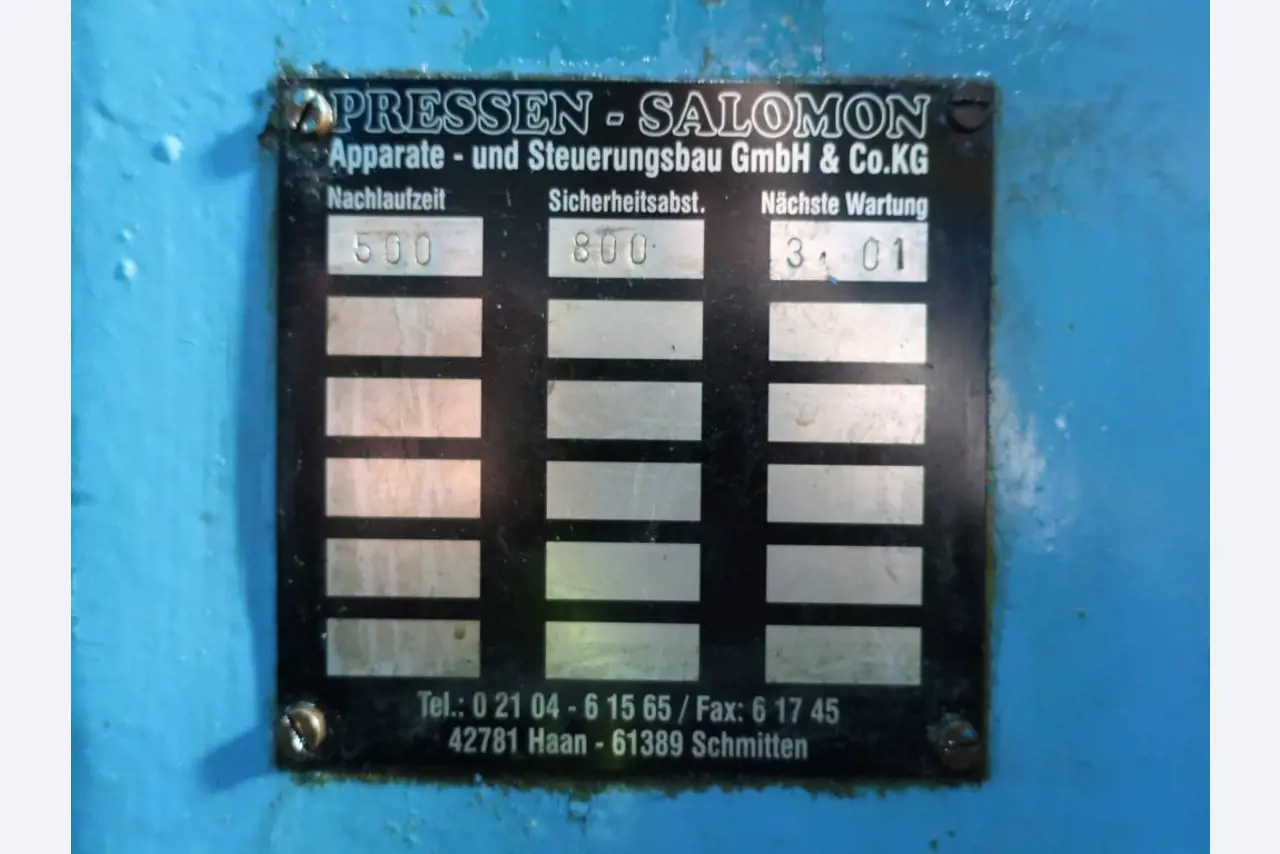 PRESSEN - SALOMON
Apparate - und Steuerungsbau GmbH & Co.KG
Nachlaufzeit Sicherheitsabst. Nächste Wartung
500 800 3. 01
Tel.: 0 21 04 - 6 15 65 / Fax: 6 17 45
42781 Haan - 61389 Schmitten